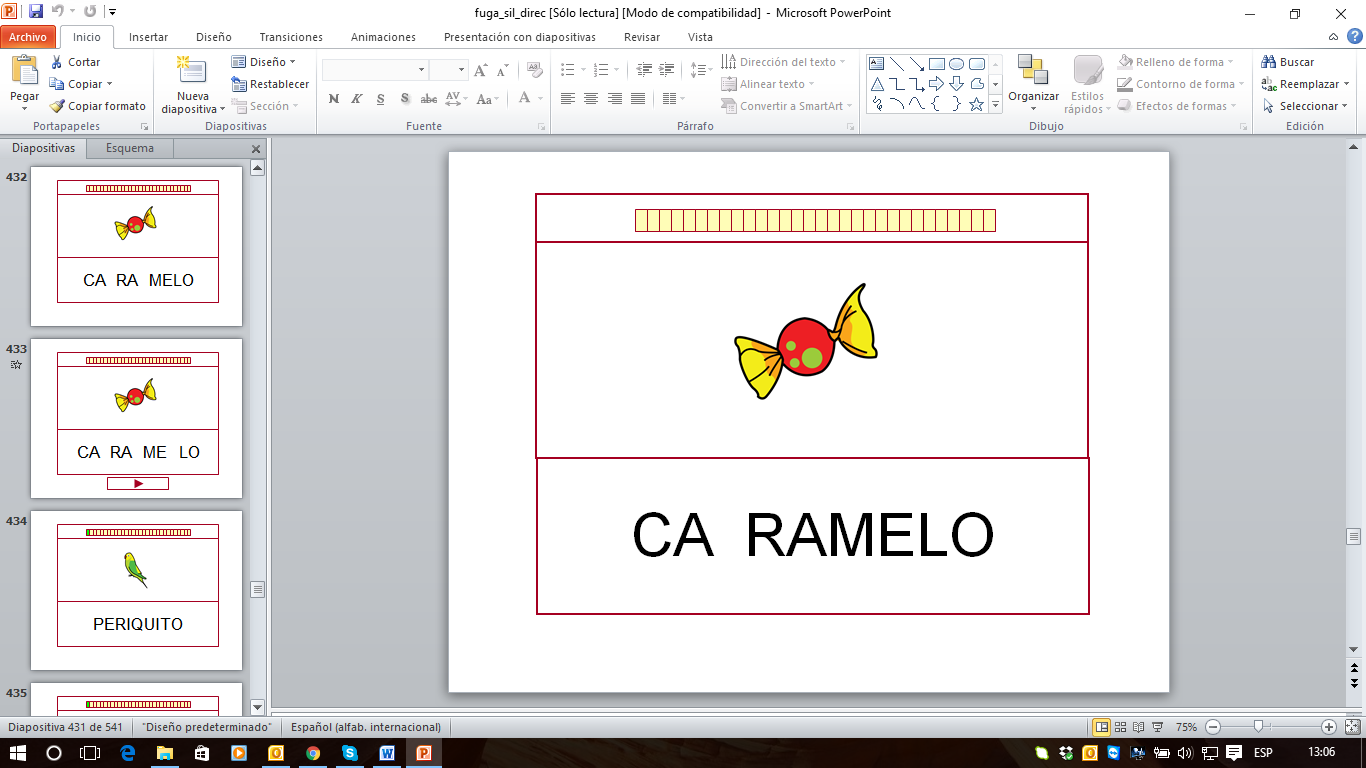 fuga_sil_direc [Sólo lectura] [Modo de compatibilidad] - Microsoft PowerPoint
Archivo Inicio Insertar Diseño Transiciones Animaciones Presentación con diapositivas Revisar Vista
Pegar
Cortar
Copiar
Copiar formato
Portapapeles
Nueva diapositiva
Diseño
Restablecer
Sección
Diapositivas
N K S S abc AV Aa A
Fuente
Dirección del texto
Alinear texto
Convertir a SmartArt
Párrafo
Organizar
Estilos rápidos
Relleno de forma
Contorno de forma
Efectos de formas
Dibujo
Buscar
Reemplazar
Seleccionar
Edición
Diapositivas Esquema
432
CA RA MELO
433
CA RA ME LO
434
PERIQUITO
435
CA RAMELO
Diapositiva 431 de 541 "Diseño predeterminado" Español (alfab. internacional) 75%
ESP 13:06